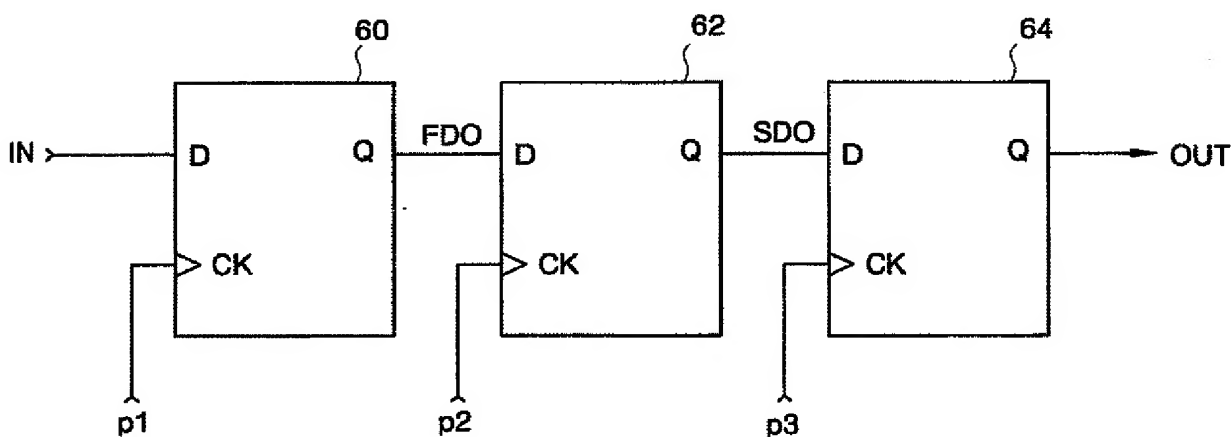 60 62 64
IN D Q FDO D Q SDO D Q OUT
CK CK CK
p1 p2 p3